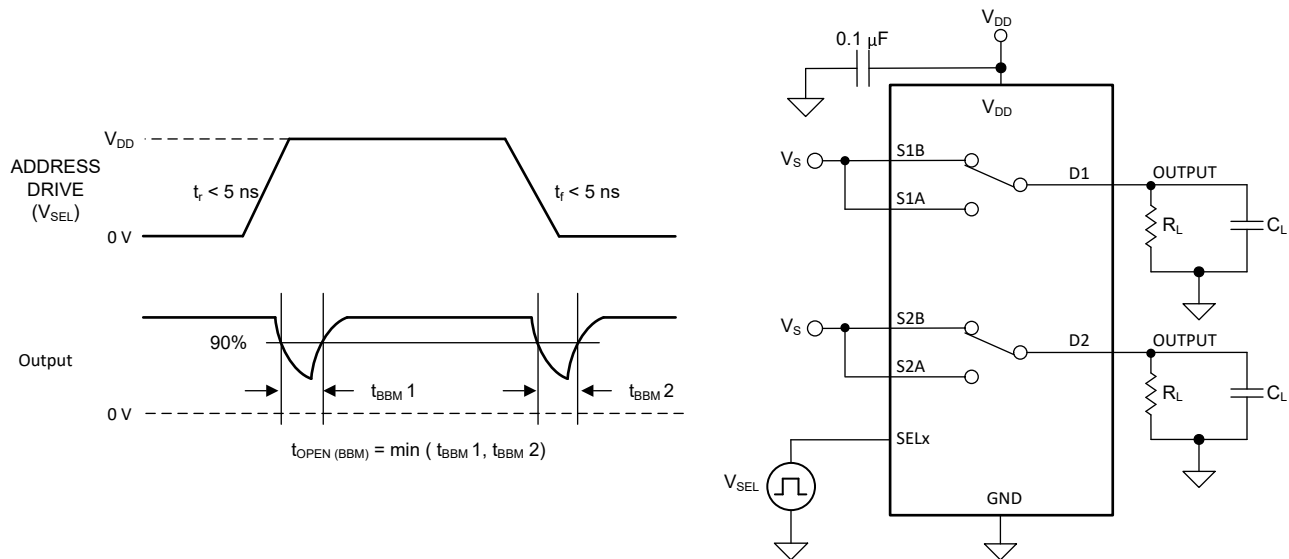 V_DD
ADDRESS
DRIVE
(V_SEL)
t_r < 5 ns
t_f < 5 ns
0 V
Output
90%
t_BBM 1
t_BBM 2
0 V
t_OPEN (BBM) = min ( t_BBM 1, t_BBM 2)
V_DD
0.1 µF
V_DD
V_S
S1B
S1A
D1
OUTPUT
R_L
C_L
V_S
S2B
S2A
D2
OUTPUT
R_L
C_L
SELx
V_SEL
GND